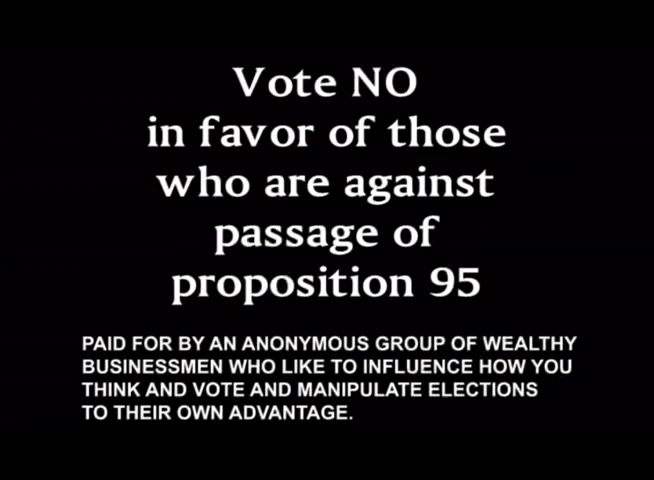 Vote NO
in favor of those
who are against
passage of
proposition 95
PAID FOR BY AN ANONYMOUS GROUP OF WEALTHY
BUSINESSMEN WHO LIKE TO INFLUENCE HOW YOU
THINK AND VOTE AND MANIPULATE ELECTIONS
TO THEIR OWN ADVANTAGE.